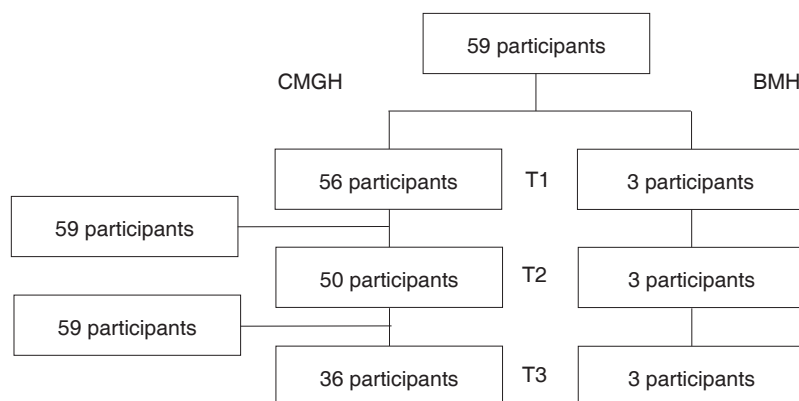 59 participants
CMGH
BMH
56 participants
T1
3 participants
59 participants
50 participants
T2
3 participants
59 participants
36 participants
T3
3 participants